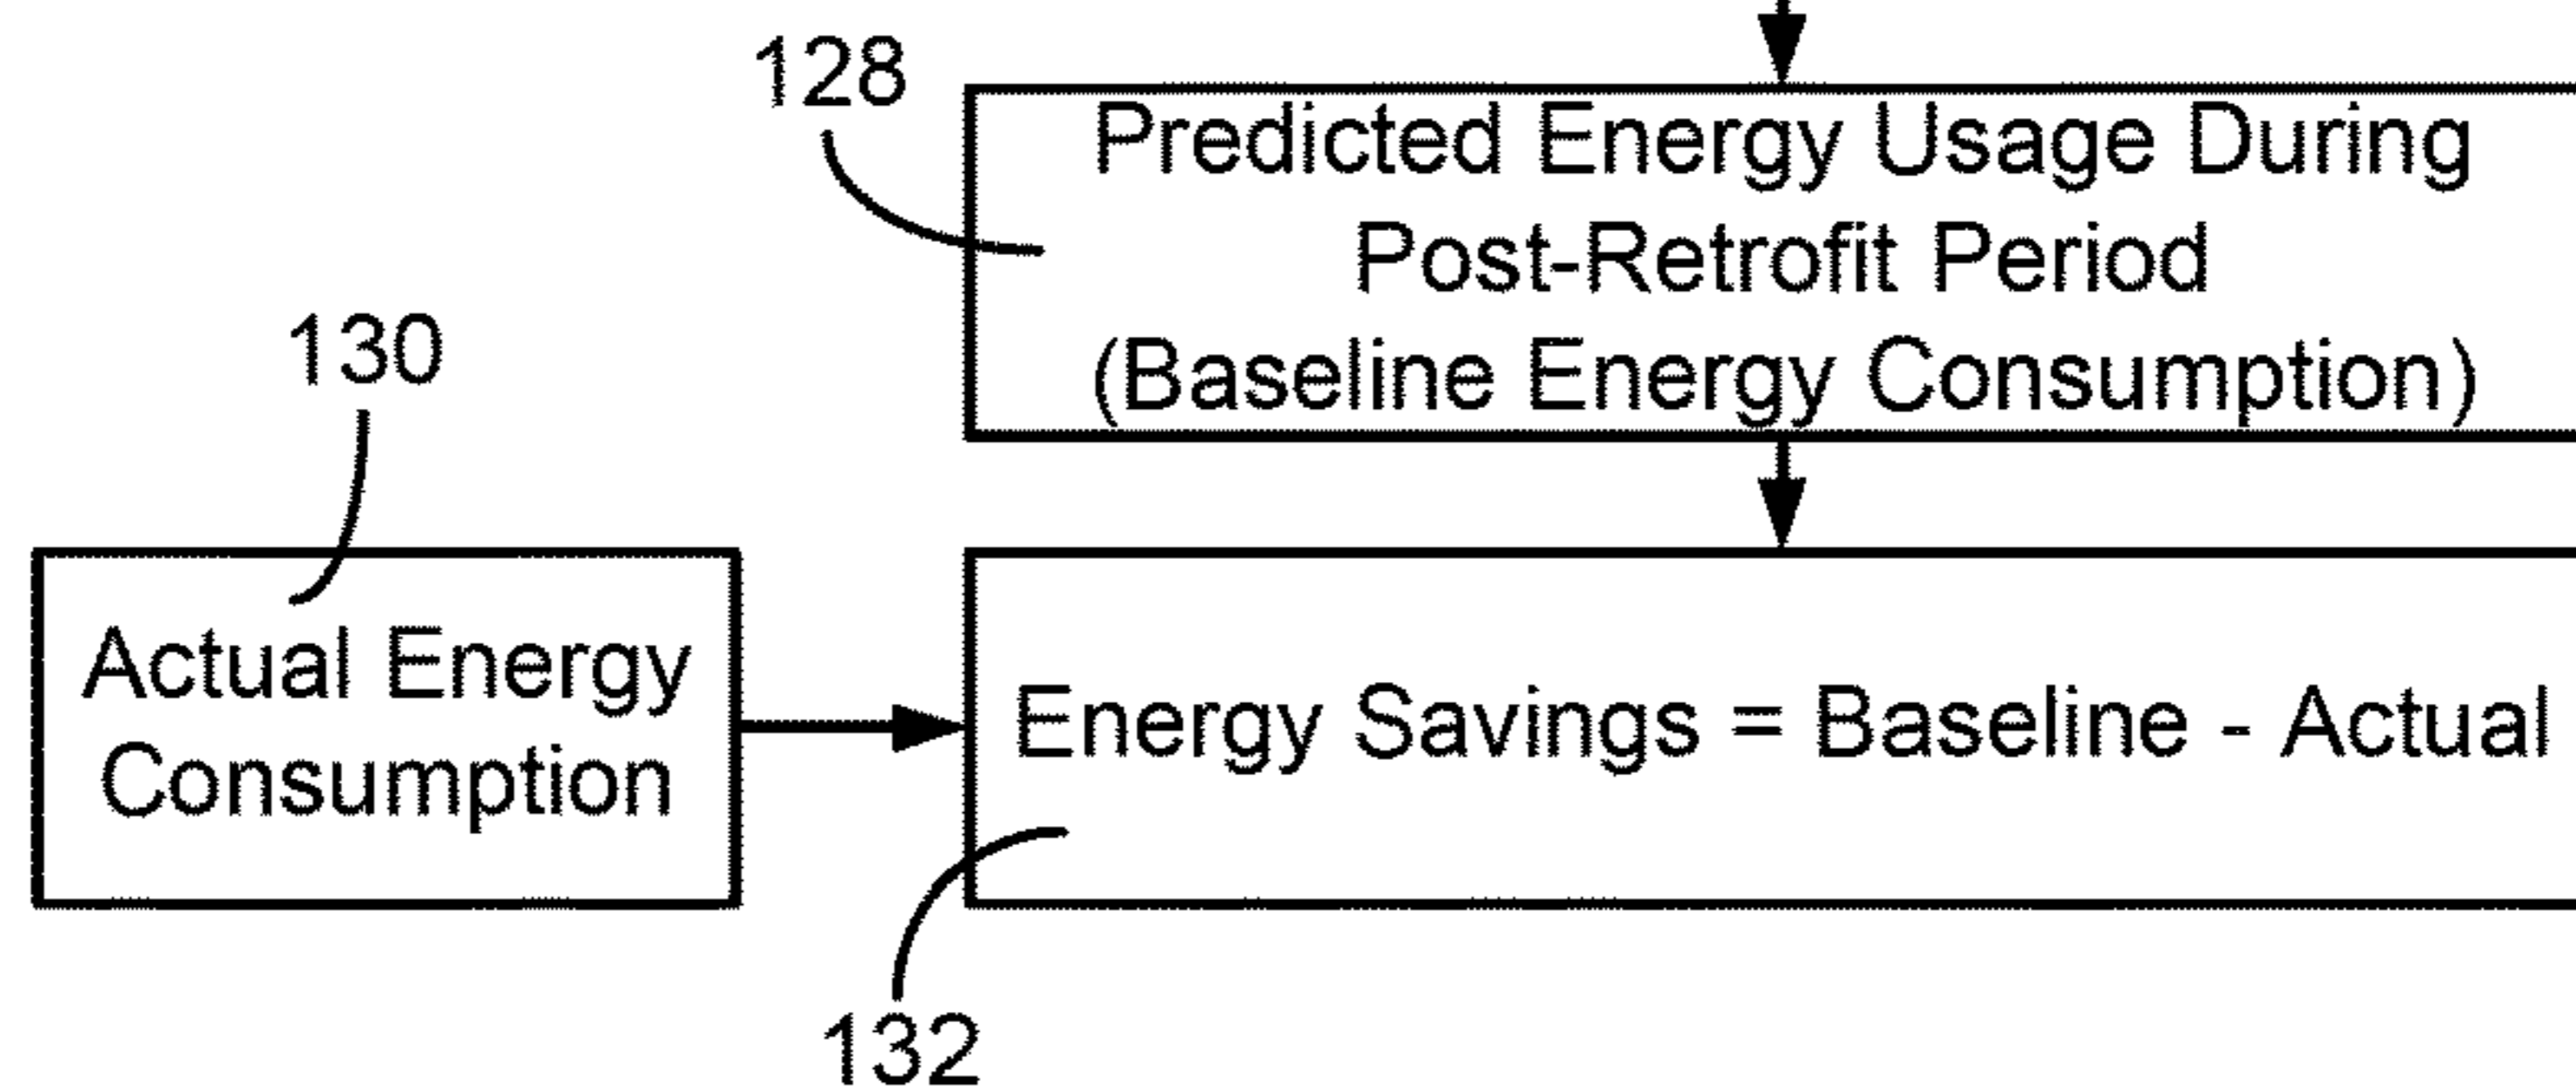 128
Predicted Energy Usage During
Post-Retrofit Period
(Baseline Energy Consumption)
130
Actual Energy
Consumption
Energy Savings = Baseline - Actual
132